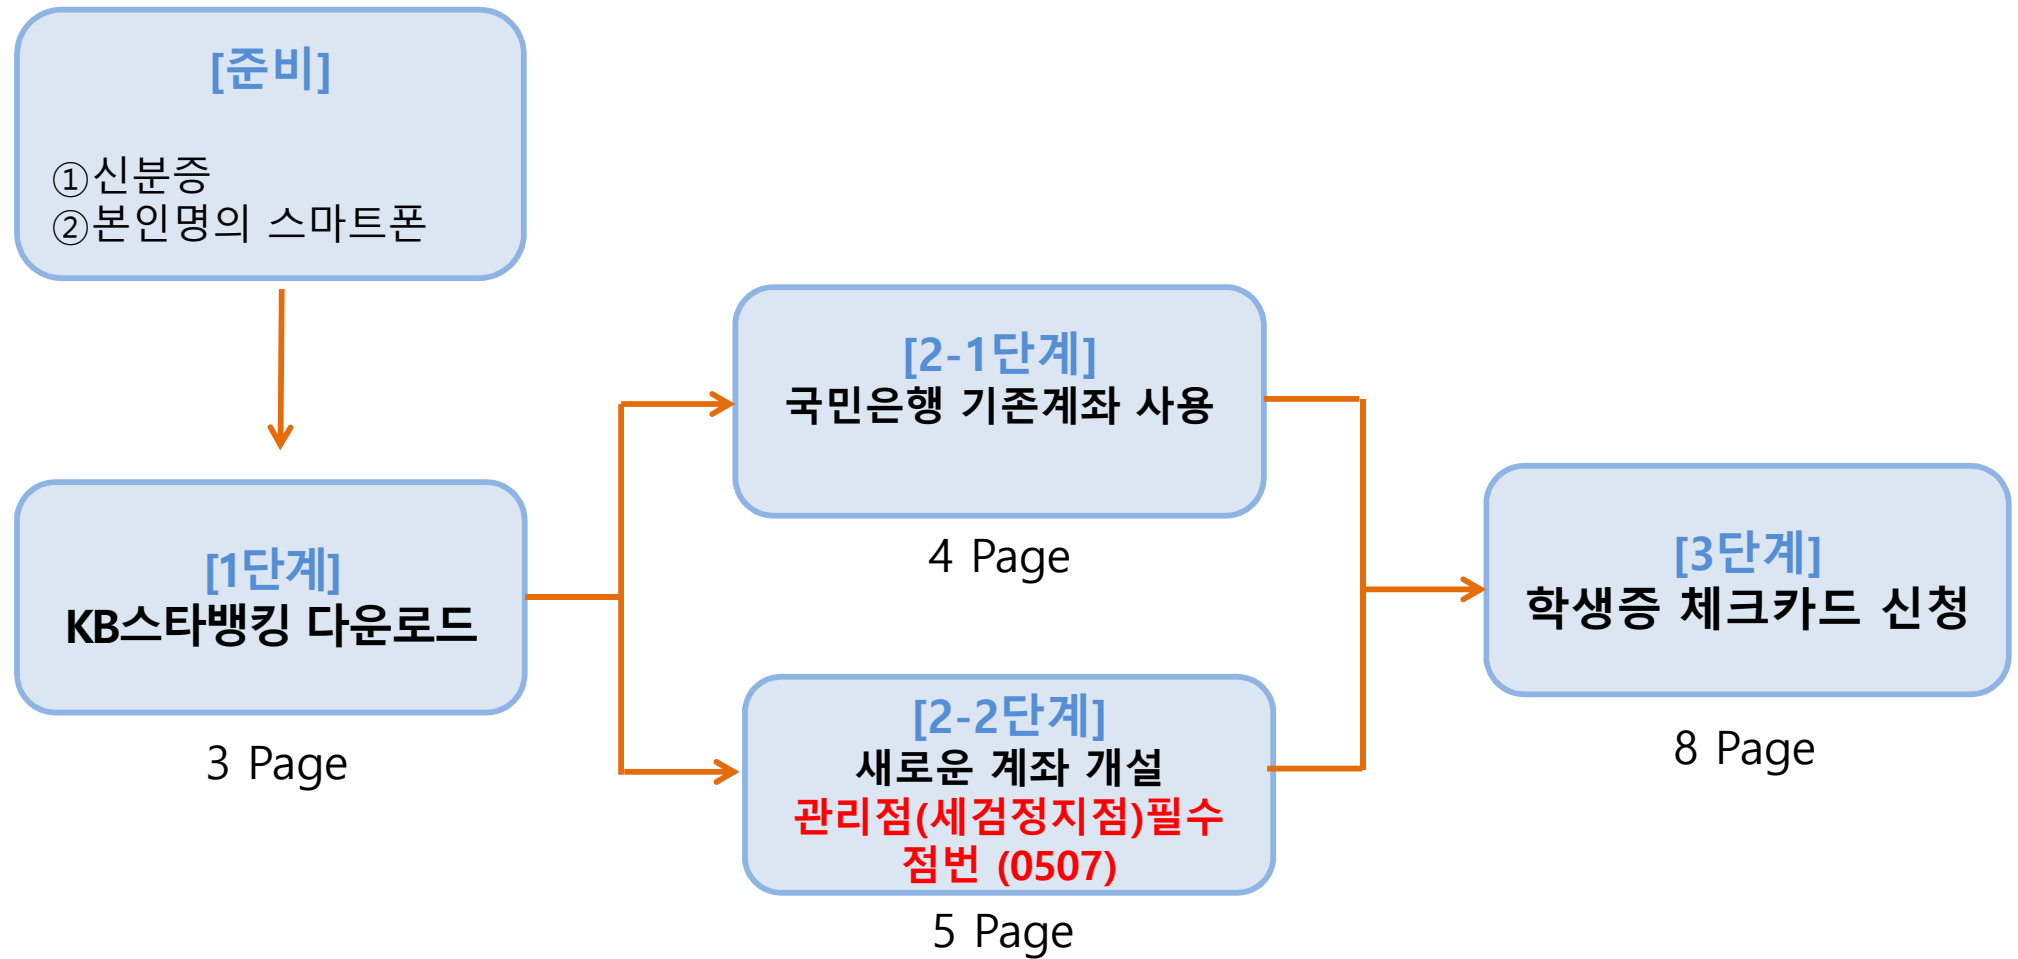 [준비]
①신분증
②본인명의 스마트폰
[1단계]
KB스타뱅킹 다운로드
3 Page
[2-1단계]
국민은행 기존계좌 사용
4 Page
[2-2단계]
새로운 계좌 개설
관리점(세검정지점)필수
점번 (0507)
5 Page
[3단계]
학생증 체크카드 신청
8 Page